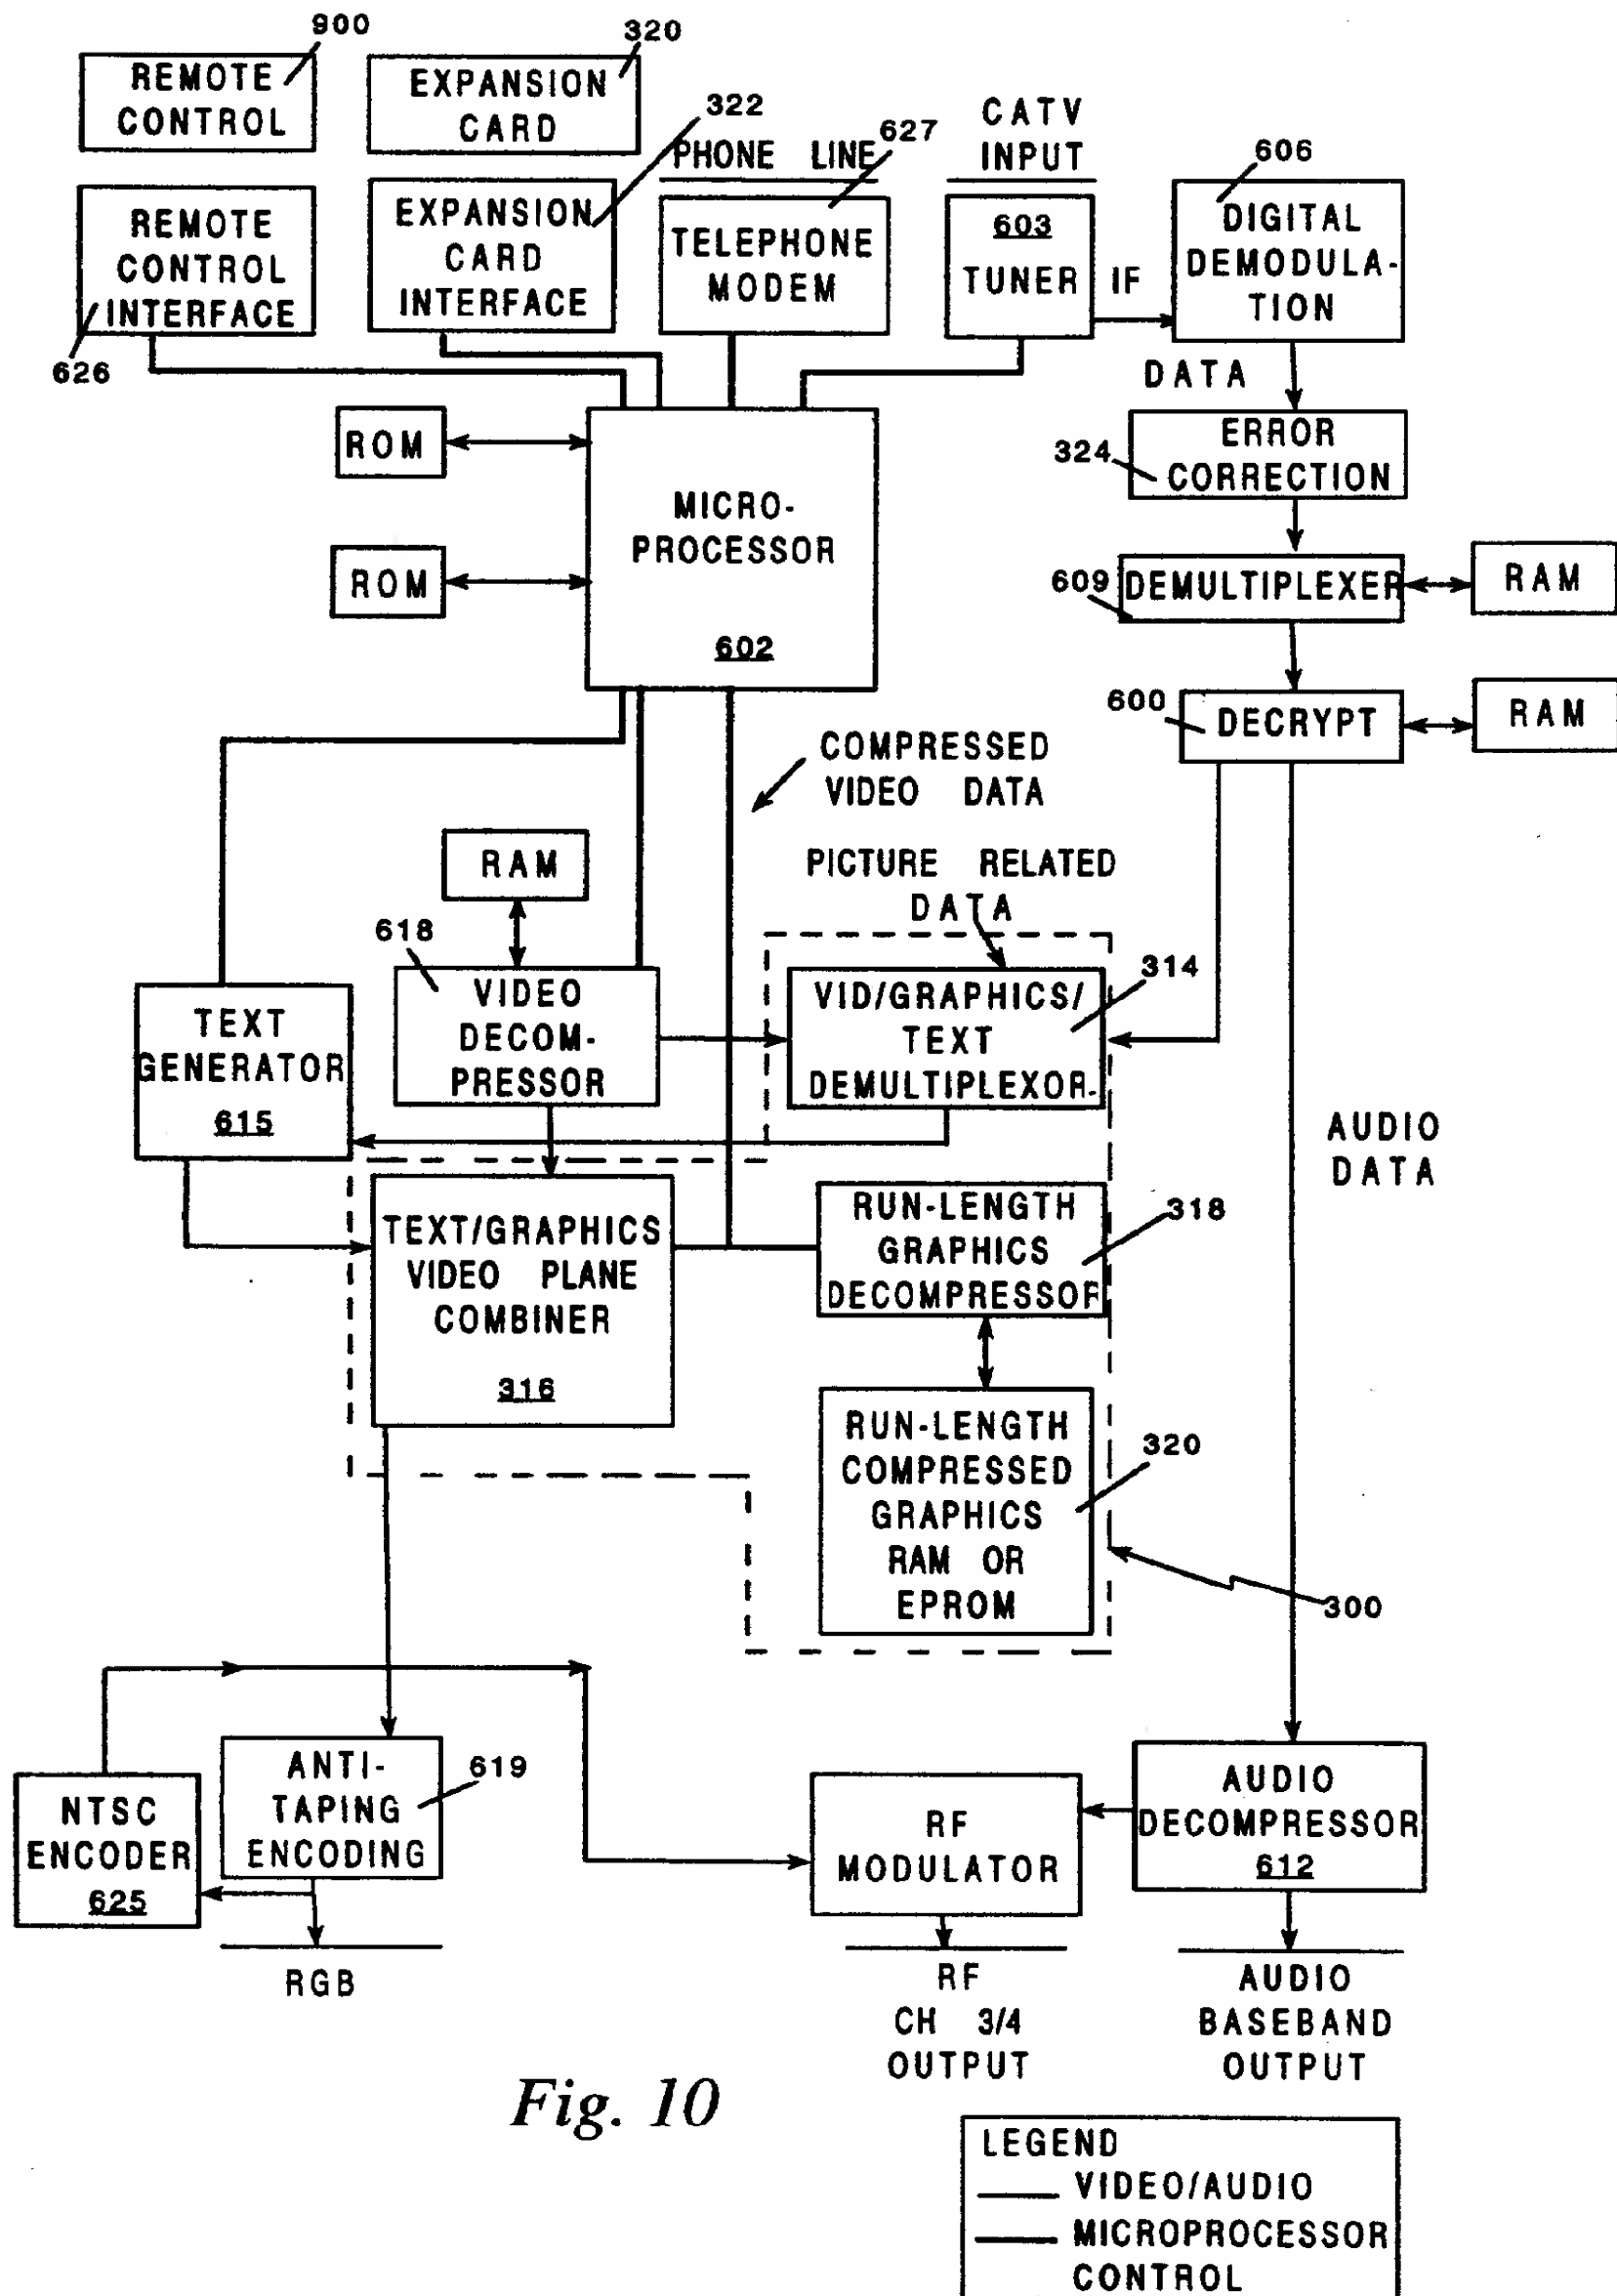 900
REMOTE
CONTROL
320
EXPANSION
CARD
322
PHONE LINE
627
CATV
INPUT
606
REMOTE
CONTROL
INTERFACE
626
EXPANSION
CARD
INTERFACE
TELEPHONE
MODEM
603
TUNER
IF
DIGITAL
DEMODULA-
TION
DATA
ROM
ROM
MICRO-
PROCESSOR
602
324
ERROR
CORRECTION
609
DEMULTIPLEXER
RAM
600
DECRYPT
RAM
COMPRESSED
VIDEO DATA
RAM
PICTURE RELATED
DATA
618
VIDEO
DECOM-
PRESSOR
314
VID/GRAPHICS/
TEXT
DEMULTIPLEXOR
TEXT
GENERATOR
615
AUDIO
DATA
TEXT/GRAPHICS
VIDEO PLANE
COMBINER
316
RUN-LENGTH
GRAPHICS
DECOMPRESSOR
318
RUN-LENGTH
COMPRESSED
GRAPHICS
RAM OR
EPROM
320
300
NTSC
ENCODER
625
ANTI-
TAPING
ENCODING
619
RF
MODULATOR
AUDIO
DECOMPRESSOR
612
RGB
RF
CH 3/4
OUTPUT
AUDIO
BASEBAND
OUTPUT
Fig. 10
LEGEND
VIDEO/AUDIO
MICROPROCESSOR
CONTROL